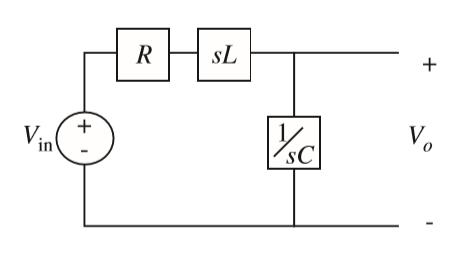 R sL
+
V_in + -
1/sC
V_o
-